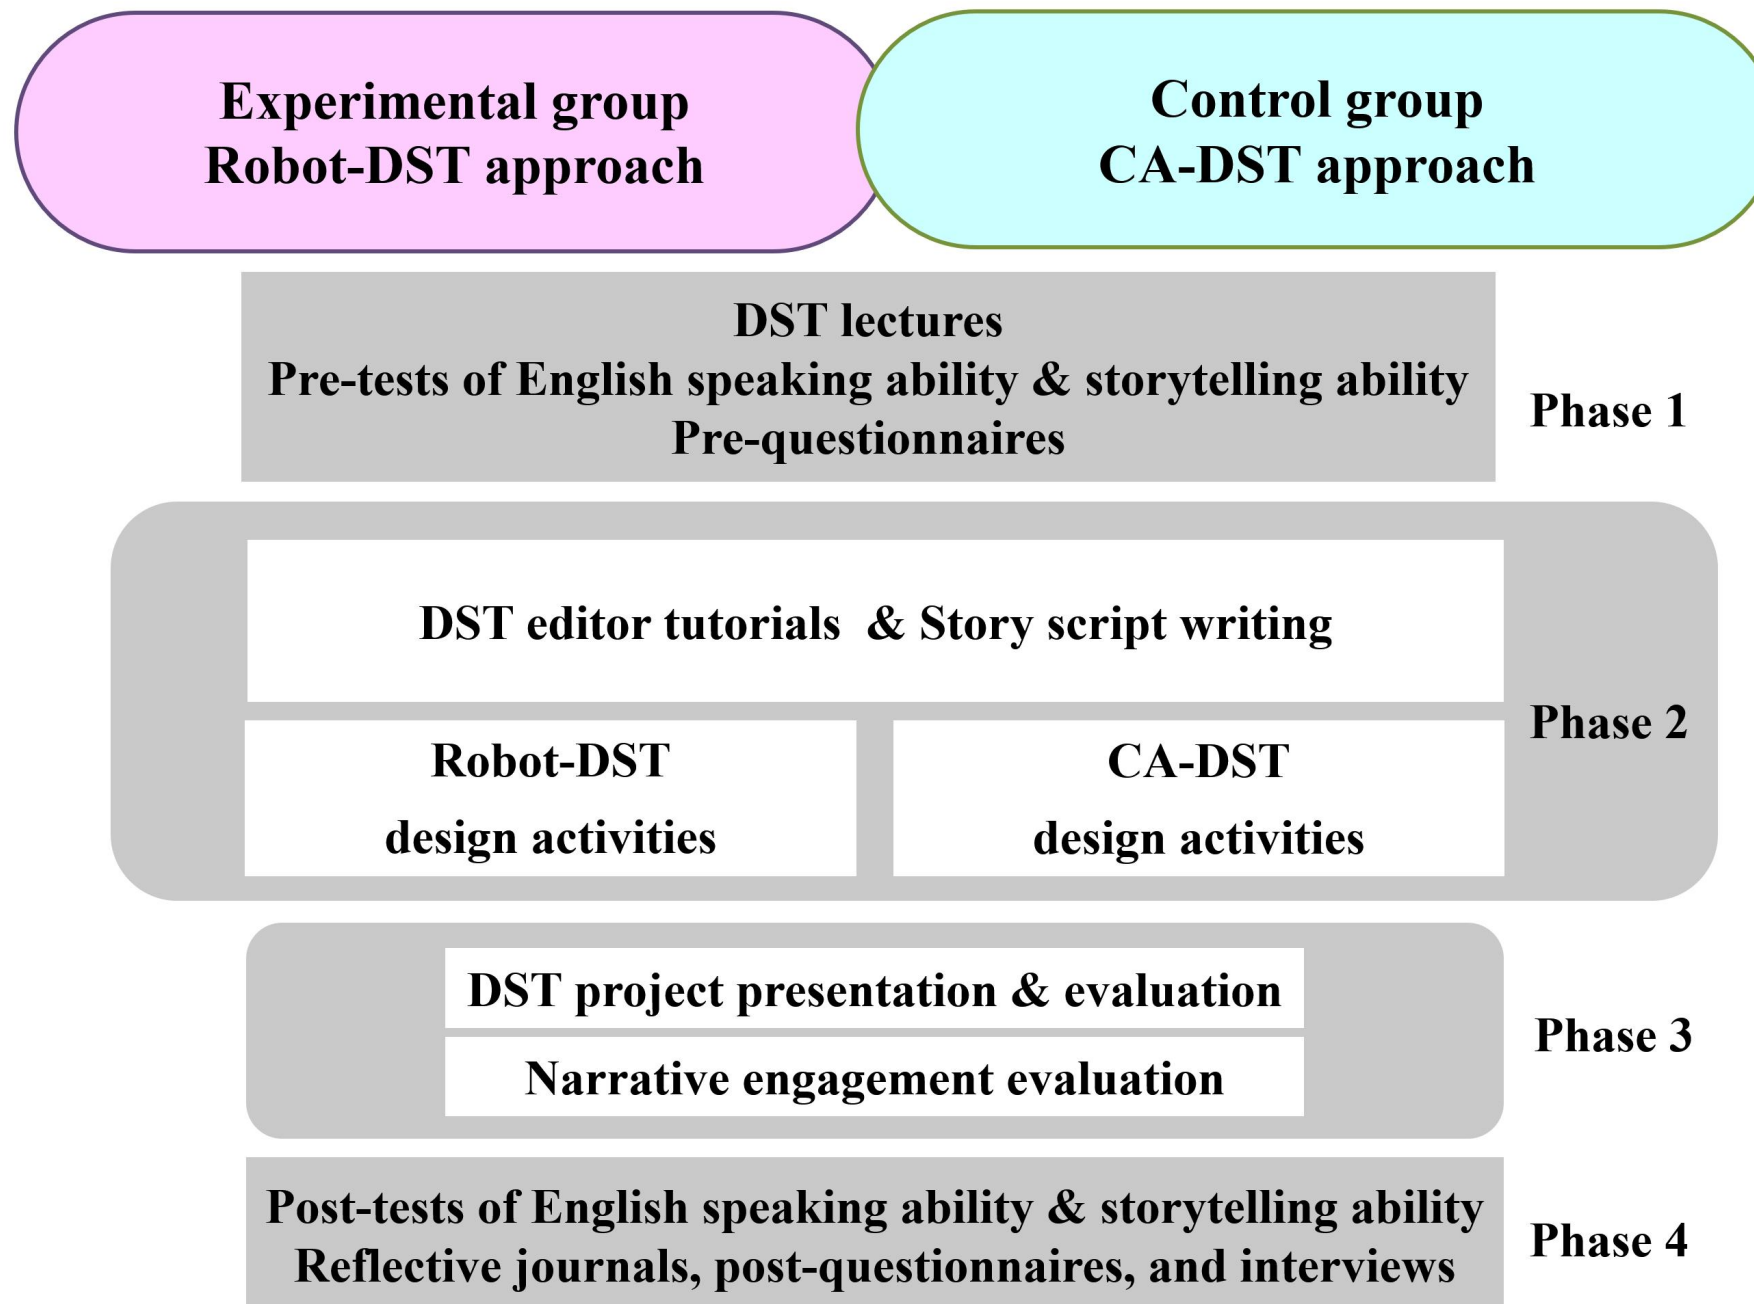 Experimental group
Robot-DST approach
Control group
CA-DST approach
DST lectures
Pre-tests of English speaking ability & storytelling ability
Pre-questionnaires
Phase 1
DST editor tutorials & Story script writing
Robot-DST
design activities
CA-DST
design activities
Phase 2
DST project presentation & evaluation
Narrative engagement evaluation
Phase 3
Post-tests of English speaking ability & storytelling ability
Reflective journals, post-questionnaires, and interviews
Phase 4